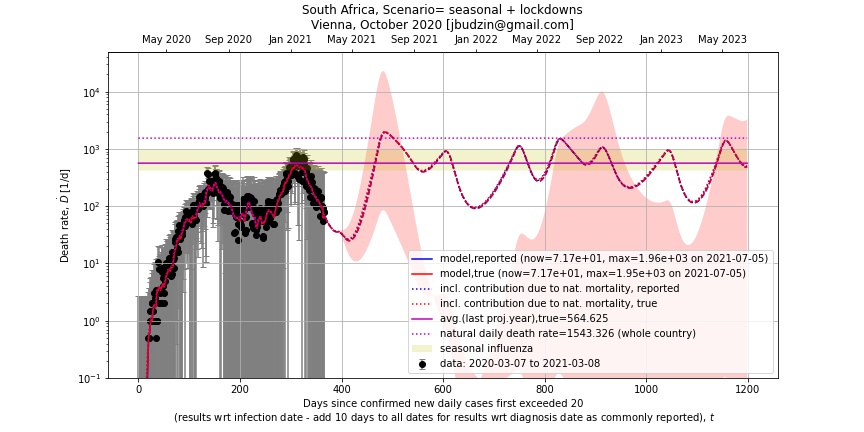 South Africa, Scenario= seasonal + lockdowns
Vienna, October 2020 [jbudzin@gmail.com]
May 2020 Sep 2020 Jan 2021 May 2021 Sep 2021 Jan 2022 May 2022 Sep 2022 Jan 2023 May 2023
10⁴
10³
10²
10¹
10⁰
10⁻¹
Death rate, D [1/d]
model,reported (now=7.17e+01, max=1.96e+03 on 2021-07-05)
model,true (now=7.17e+01, max=1.95e+03 on 2021-07-05)
incl. contribution due to nat. mortality, reported
incl. contribution due to nat. mortality, true
avg.(last proj.year),true=564.625
natural daily death rate=1543.326 (whole country)
seasonal influenza
data: 2020-03-07 to 2021-03-08
0 200 400 600 800 1000 1200
Days since confirmed new daily cases first exceeded 20
(results wrt infection date - add 10 days to all dates for results wrt diagnosis date as commonly reported), t